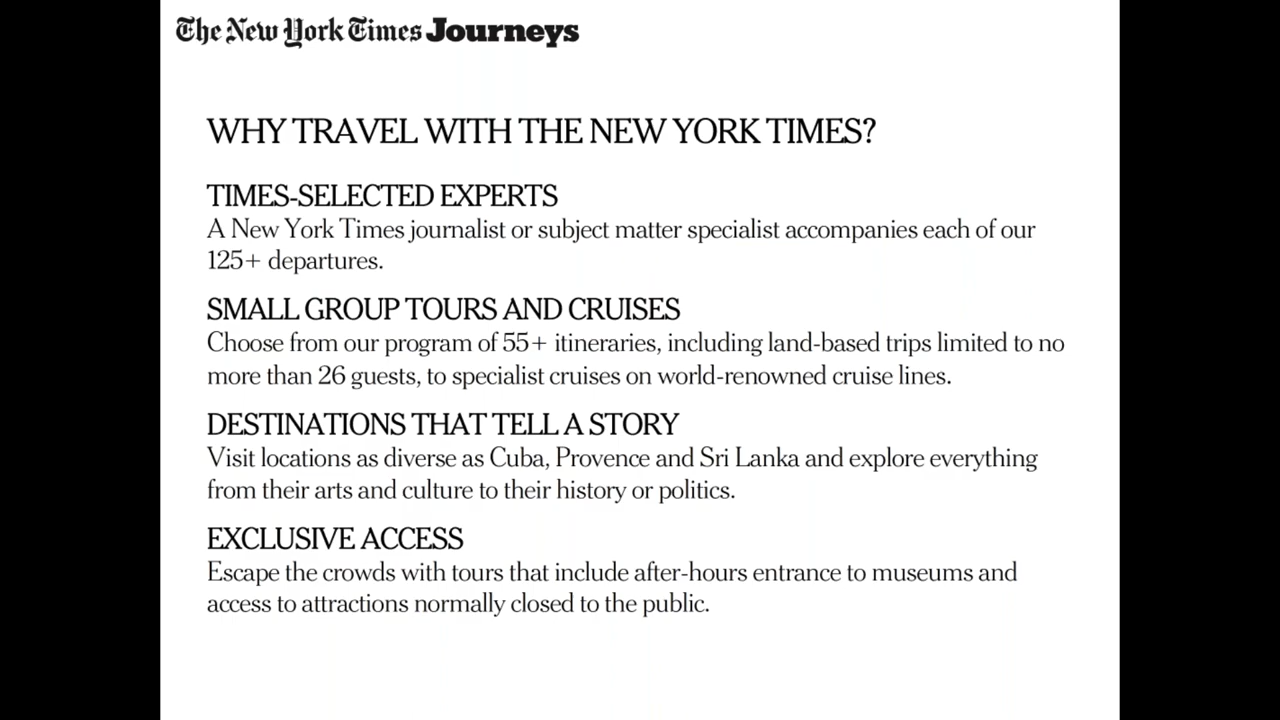 The New York Times Journeys
WHY TRAVEL WITH THE NEW YORK TIMES?
TIMES-SELECTED EXPERTS
A New York Times journalist or subject matter specialist accompanies each of our
125+ departures.
SMALL GROUP TOURS AND CRUISES
Choose from our program of 55+ itineraries, including land-based trips limited to no
more than 26 guests, to specialist cruises on world-renowned cruise lines.
DESTINATIONS THAT TELL A STORY
Visit locations as diverse as Cuba, Provence and Sri Lanka and explore everything
from their arts and culture to their history or politics.
EXCLUSIVE ACCESS
Escape the crowds with tours that include after-hours entrance to museums and
access to attractions normally closed to the public.